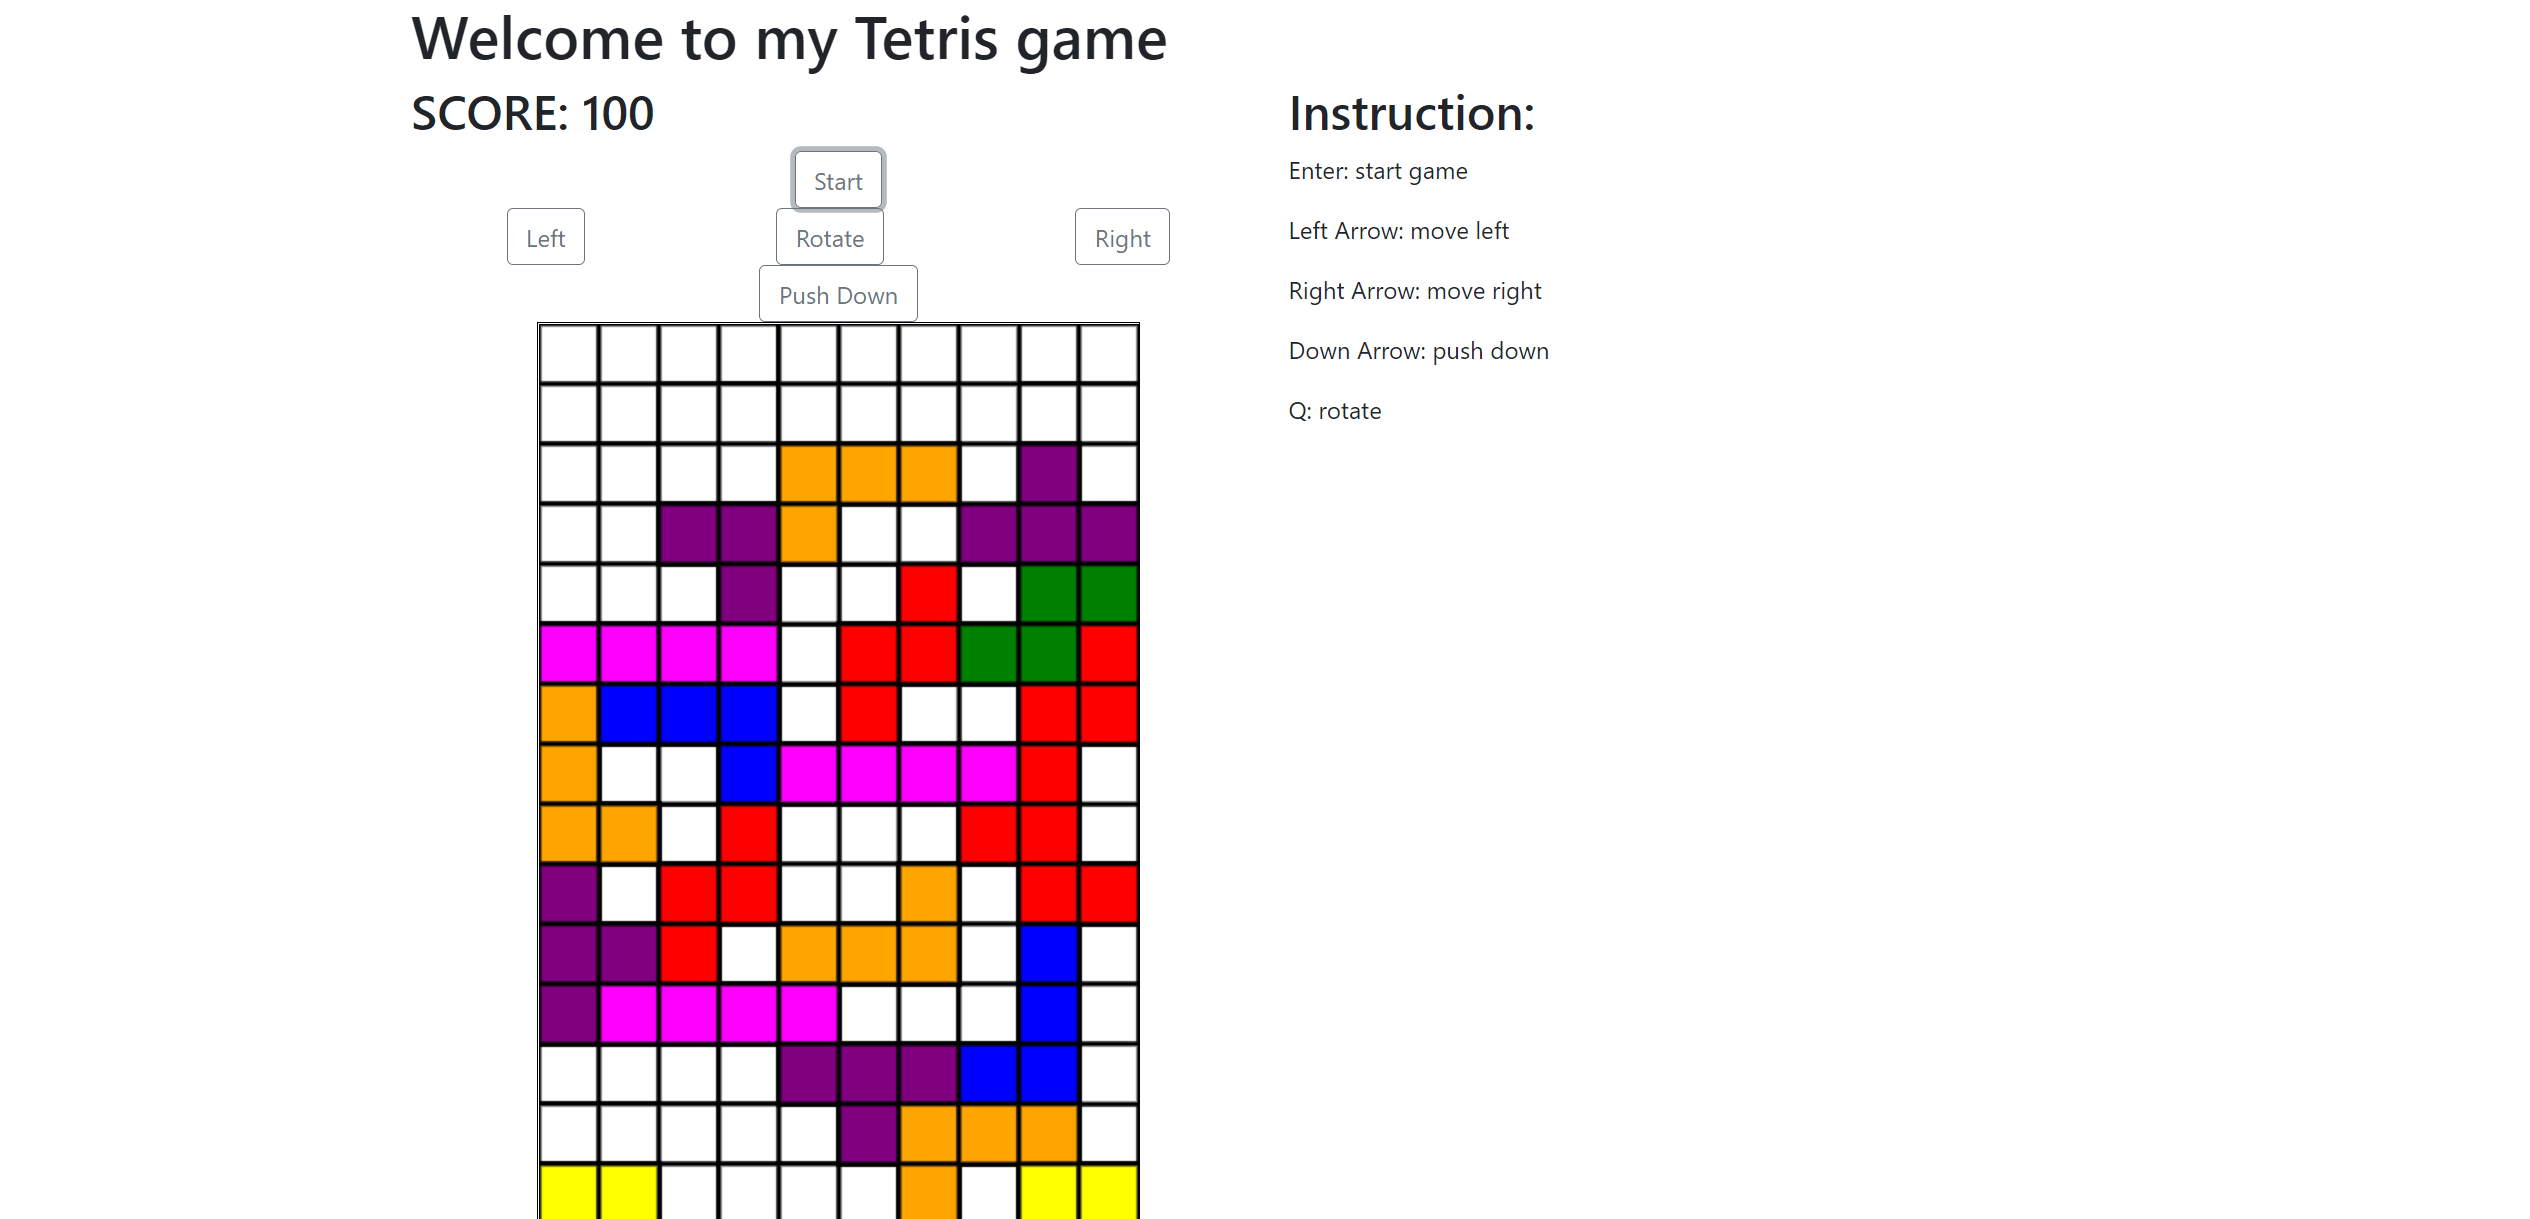 Welcome to my Tetris game
SCORE: 100
Start
Left
Rotate
Right
Push Down
Instruction:
Enter: start game
Left Arrow: move left
Right Arrow: move right
Down Arrow: push down
Q: rotate